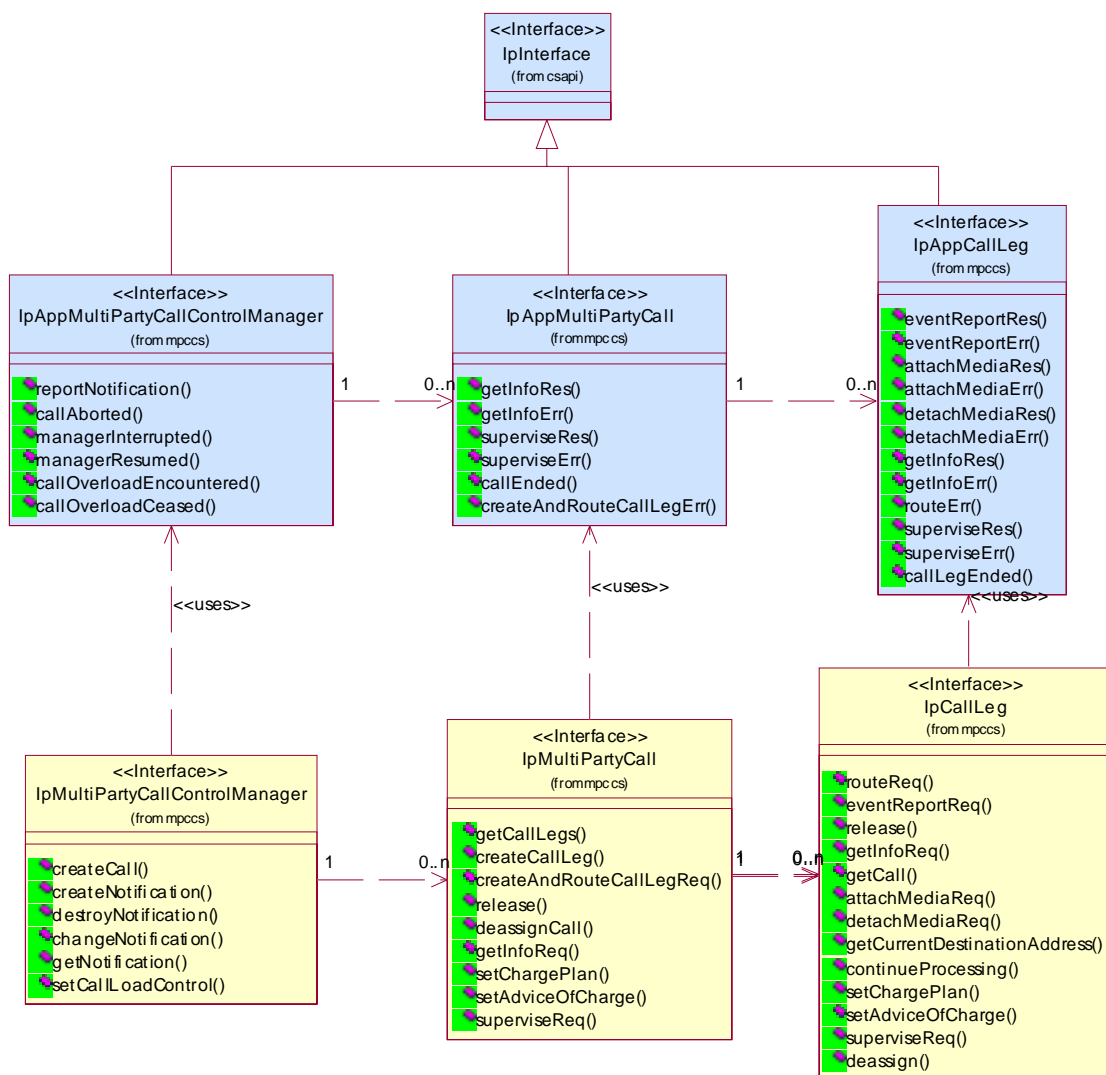 <<Interface>>
IpInterface
(from csapi)
<<Interface>>
IpAppMultiPartyCallControlManager
(from mpccs)
reportNotification()
callAborted()
managerInterrupted()
managerResumed()
callOverloadEncountered()
callOverloadCeased()
1
0..n
<<Interface>>
IpAppMultiPartyCall
(from mpccs)
getInfoRes()
getInfoErr()
superviseRes()
superviseErr()
callEnded()
createAndRouteCallLegErr()
1
0..n
<<Interface>>
IpAppCallLeg
(from mpccs)
eventReportRes()
eventReportErr()
attachMediaRes()
attachMediaErr()
detachMediaRes()
detachMediaErr()
getInfoRes()
getInfoErr()
routeErr()
superviseRes()
superviseErr()
callLegEnded()
<<uses>>
<<uses>>
<<uses>>
<<Interface>>
IpMultiPartyCallControlManager
(from mpccs)
createCall()
createNotification()
destroyNotification()
changeNotification()
getNotification()
setCallLoadControl()
1
0..n
<<Interface>>
IpMultiPartyCall
(from mpccs)
getCallLegs()
createCallLeg()
createAndRouteCallLegReq()
release()
deassignCall()
getInfoReq()
setChargePlan()
setAdviceOfCharge()
superviseReq()
1
1
0..n
0..n
<<Interface>>
IpCallLeg
(from mpccs)
routeReq()
eventReportReq()
release()
getInfoReq()
getCall()
attachMediaReq()
detachMediaReq()
getCurrentDestinationAddress()
continueProcessing()
setChargePlan()
setAdviceOfCharge()
superviseReq()
deassign()